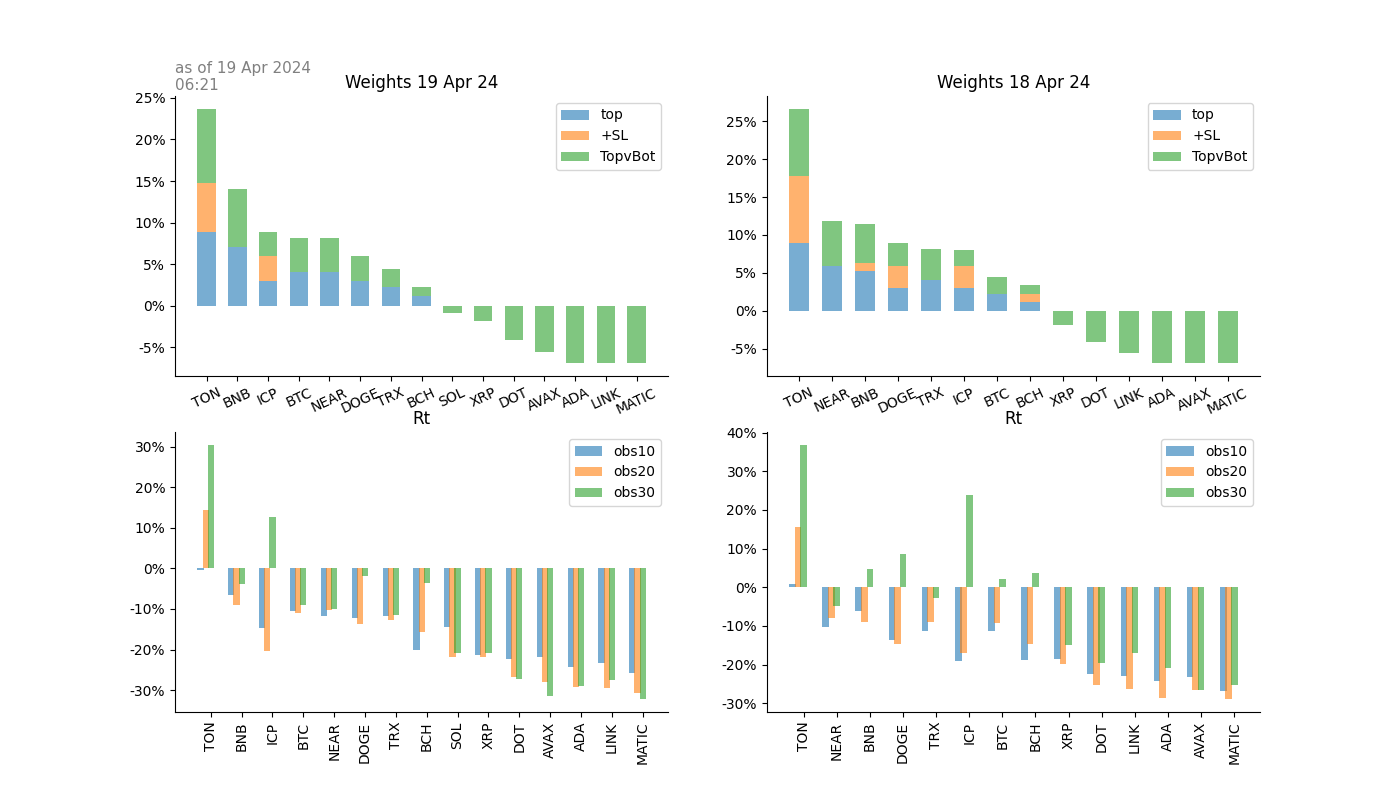 as of 19 Apr 2024
06:21
Weights 19 Apr 24
25%
20%
15%
10%
5%
0%
-5%
top
+SL
TopvBot
TON BNB ICP BTC NEAR DOGE TRX BCH SOL XRP DOT AVAX ADA LINK MATIC
Weights 18 Apr 24
25%
20%
15%
10%
5%
0%
-5%
top
+SL
TopvBot
TON NEAR BNB DOGE TRX ICP BTC BCH XRP DOT LINK ADA AVAX MATIC
Rt
30%
20%
10%
0%
-10%
-20%
-30%
obs10
obs20
obs30
TON BNB ICP BTC NEAR DOGE TRX BCH SOL XRP DOT AVAX ADA LINK MATIC
Rt
40%
30%
20%
10%
0%
-10%
-20%
-30%
obs10
obs20
obs30
TON NEAR BNB DOGE TRX ICP BTC BCH XRP DOT LINK ADA AVAX MATIC